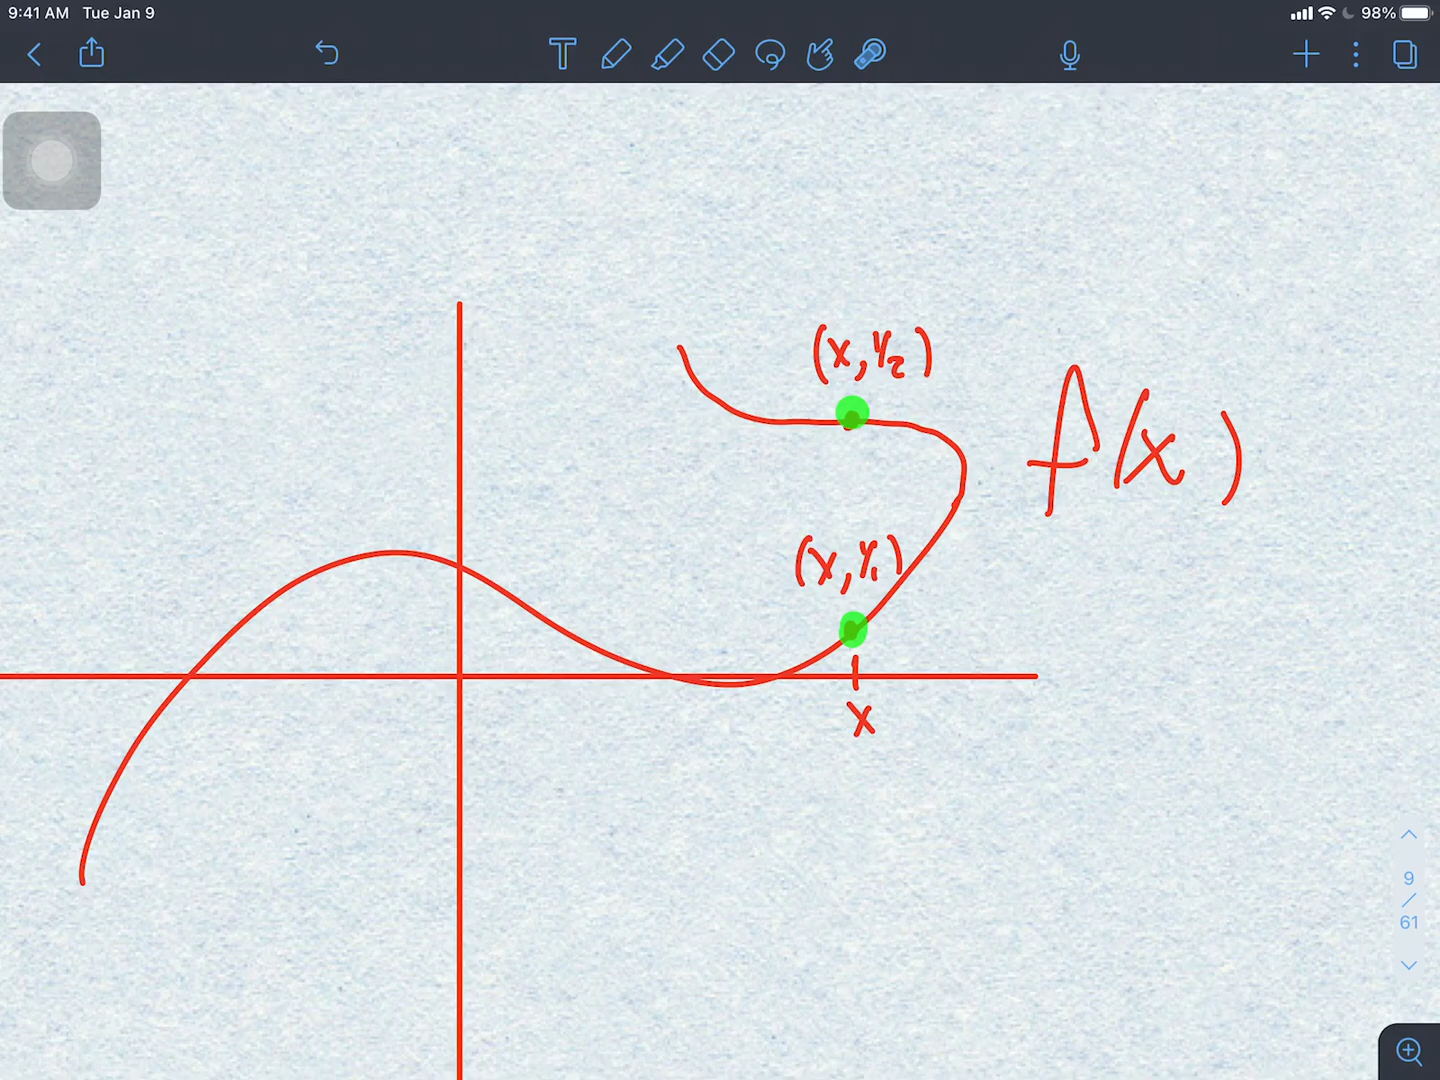 9:41 AM Tue Jan 9
98%
T
(x, y₂)
f(x)
(x, y₁)
x
9
/
61